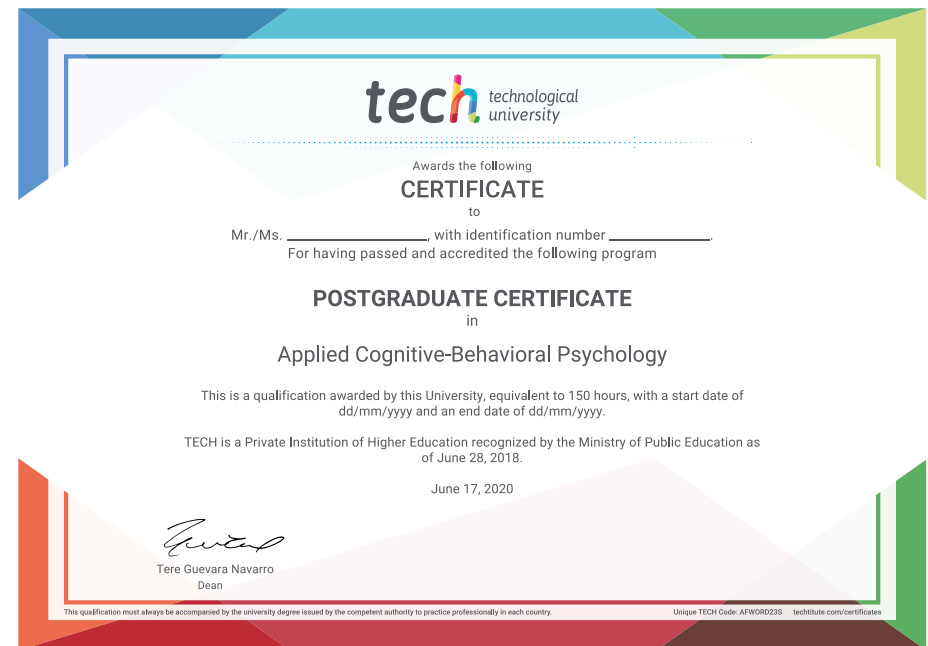 tech technological
university
Awards the following
CERTIFICATE
to
Mr./Ms. ____________________, with identification number ______________.
For having passed and accredited the following program
POSTGRADUATE CERTIFICATE
in
Applied Cognitive-Behavioral Psychology
This is a qualification awarded by this University, equivalent to 150 hours, with a start date of
dd/mm/yyyy and an end date of dd/mm/yyyy.
TECH is a Private Institution of Higher Education recognized by the Ministry of Public Education as
of June 28, 2018.
June 17, 2020
Tere Guevara Navarro
Dean
This qualification must always be accompanied by the university degree issued by the competent authority to practice professionally in each country.
Unique TECH Code: AFWORD23S techtitute.com/certificates